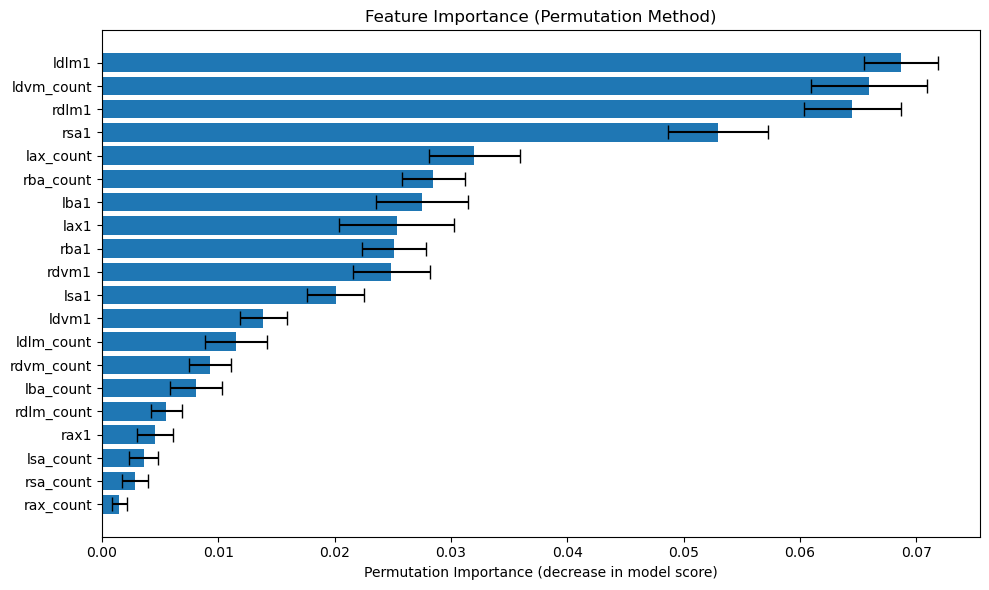 Feature Importance (Permutation Method)
ldlm1
ldvm_count
rdlm1
rsa1
lax_count
rba_count
lba1
lax1
rba1
rdvm1
lsa1
ldvm1
ldlm_count
rdvm_count
lba_count
rdlm_count
rax1
lsa_count
rsa_count
rax_count
0.00 0.01 0.02 0.03 0.04 0.05 0.06 0.07
Permutation Importance (decrease in model score)